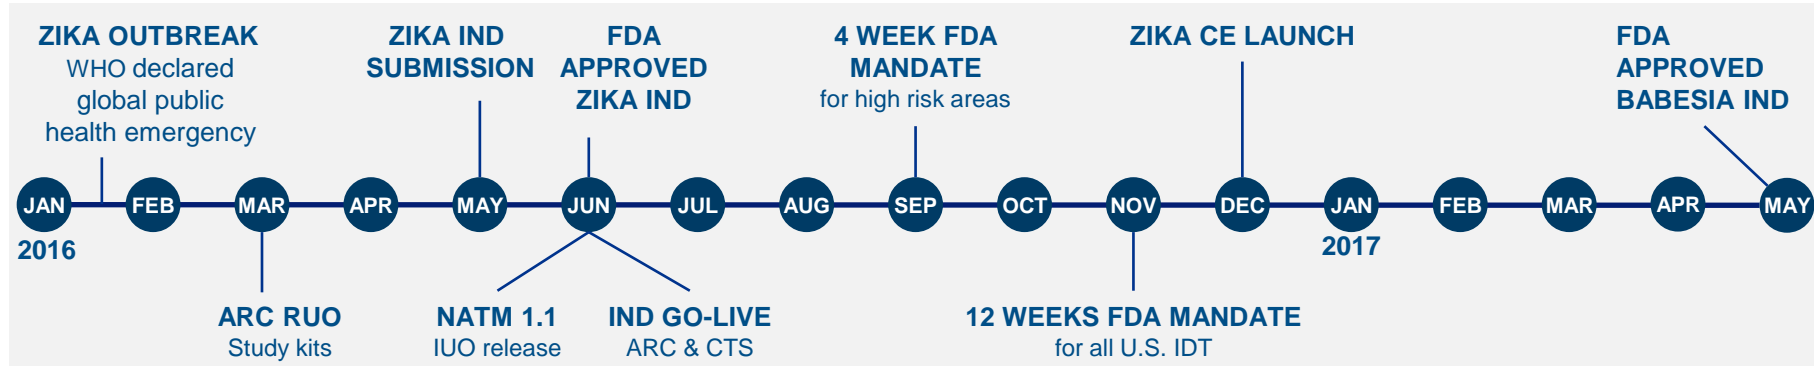 ZIKA OUTBREAK
WHO declared
global public
health emergency
ZIKA IND
SUBMISSION
FDA
APPROVED
ZIKA IND
4 WEEK FDA
MANDATE
for high risk areas
ZIKA CE LAUNCH
FDA
APPROVED
BABESIA IND
JAN FEB MAR APR MAY JUN JUL AUG SEP OCT NOV DEC JAN FEB MAR APR MAY
2016 2017
ARC RUO
Study kits
NATM 1.1
IUO release
IND GO-LIVE
ARC & CTS
12 WEEKS FDA MANDATE
for all U.S. IDT